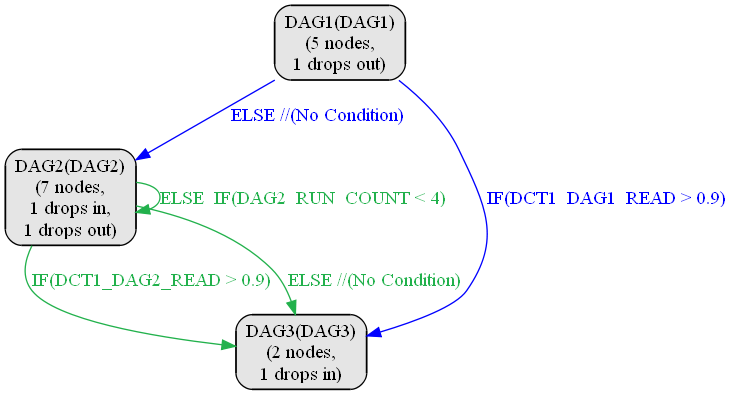 DAG1(DAG1)
(5 nodes,
1 drops out)
ELSE //(No Condition)
DAG2(DAG2)
(7 nodes,
1 drops in,
1 drops out)
ELSE IF(DAG2 RUN COUNT < 4)
IF(DCT1 DAG1 READ > 0.9)
IF(DCT1_DAG2_READ > 0.9)
ELSE //(No Condition)
DAG3(DAG3)
(2 nodes,
1 drops in)